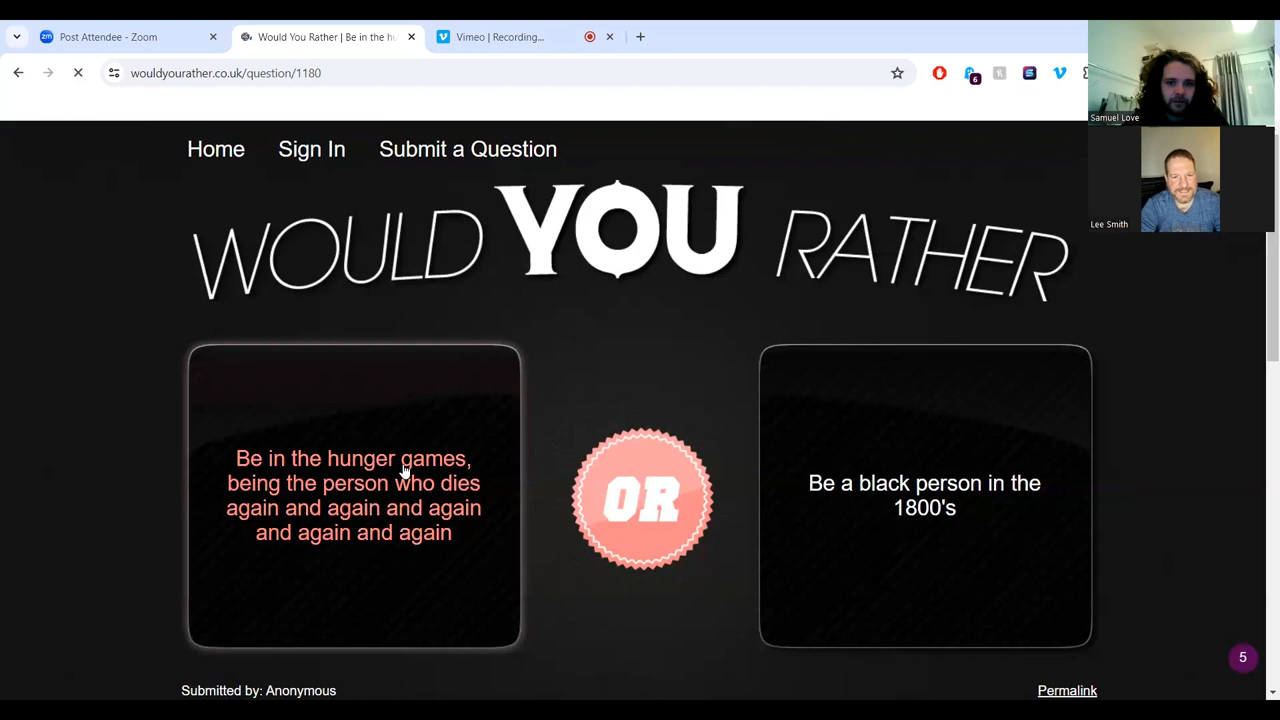 Post Attendee - Zoom
Would You Rather | Be in the hu
Vimeo | Recording...
wouldyourather.co.uk/question/1180
6
Samuel Love
Lee Smith
Home
Sign In
Submit a Question
WOULD YOU RATHER
Be in the hunger games,
being the person who dies
again and again and again
and again and again
OR
Be a black person in the
1800's
5
Submitted by: Anonymous
Permalink